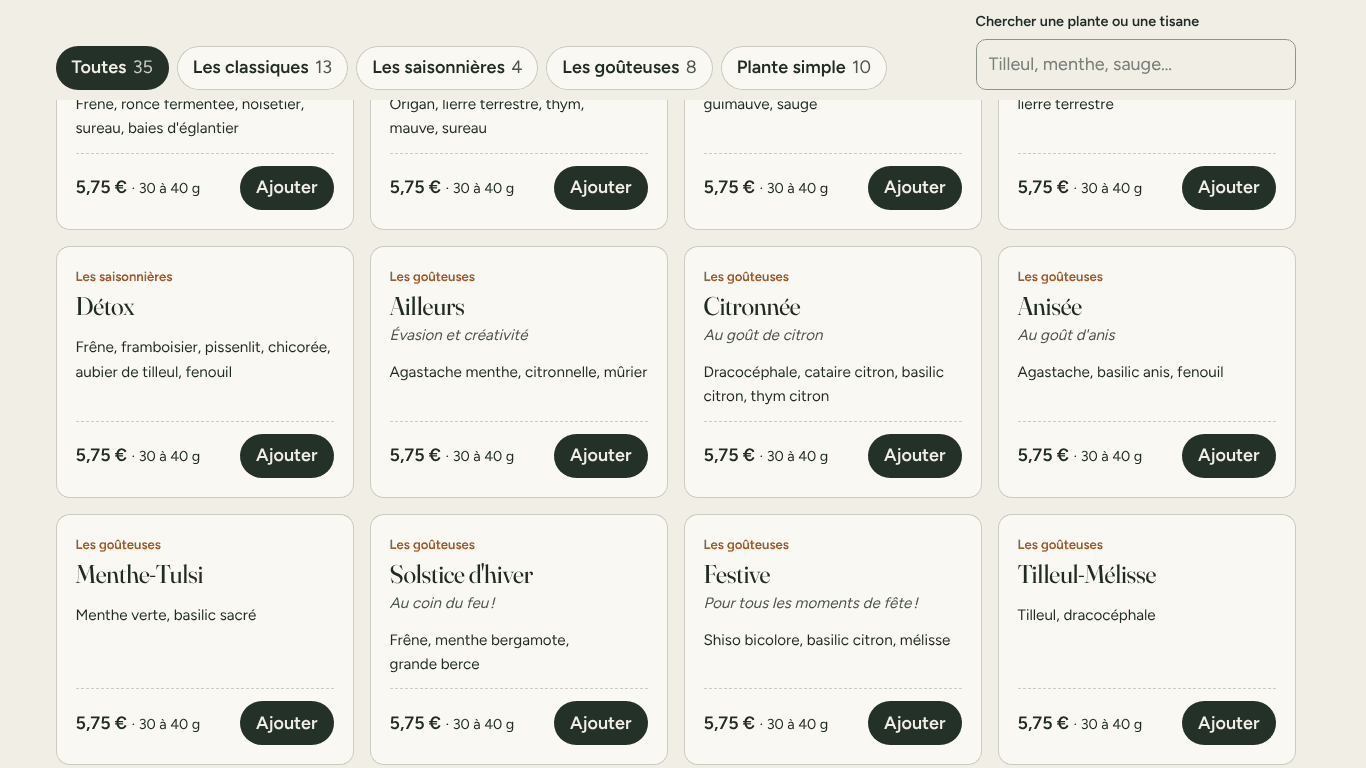 Chercher une plante ou une tisane
Toutes 35
Les classiques 13
Les saisonnières 4
Les goûteuses 8
Plante simple 10
Tilleul, menthe, sauge…
Frêne, ronce fermentée, noisetier,
sureau, baies d'églantier
5,75 € · 30 à 40 g
Ajouter
Origan, lierre terrestre, thym,
mauve, sureau
5,75 € · 30 à 40 g
Ajouter
guimauve, sauge
5,75 € · 30 à 40 g
Ajouter
lierre terrestre
5,75 € · 30 à 40 g
Ajouter
Les saisonnières
Détox
Frêne, framboisier, pissenlit, chicorée,
aubier de tilleul, fenouil
5,75 € · 30 à 40 g
Ajouter
Les goûteuses
Ailleurs
Évasion et créativité
Agastache menthe, citronnelle, mûrier
5,75 € · 30 à 40 g
Ajouter
Les goûteuses
Citronnée
Au goût de citron
Dracocéphale, cataire citron, basilic
citron, thym citron
5,75 € · 30 à 40 g
Ajouter
Les goûteuses
Anisée
Au goût d'anis
Agastache, basilic anis, fenouil
5,75 € · 30 à 40 g
Ajouter
Les goûteuses
Menthe-Tulsi
Menthe verte, basilic sacré
5,75 € · 30 à 40 g
Ajouter
Les goûteuses
Solstice d'hiver
Au coin du feu !
Frêne, menthe bergamote,
grande berce
5,75 € · 30 à 40 g
Ajouter
Les goûteuses
Festive
Pour tous les moments de fête !
Shiso bicolore, basilic citron, mélisse
5,75 € · 30 à 40 g
Ajouter
Les goûteuses
Tilleul-Mélisse
Tilleul, dracocéphale
5,75 € · 30 à 40 g
Ajouter